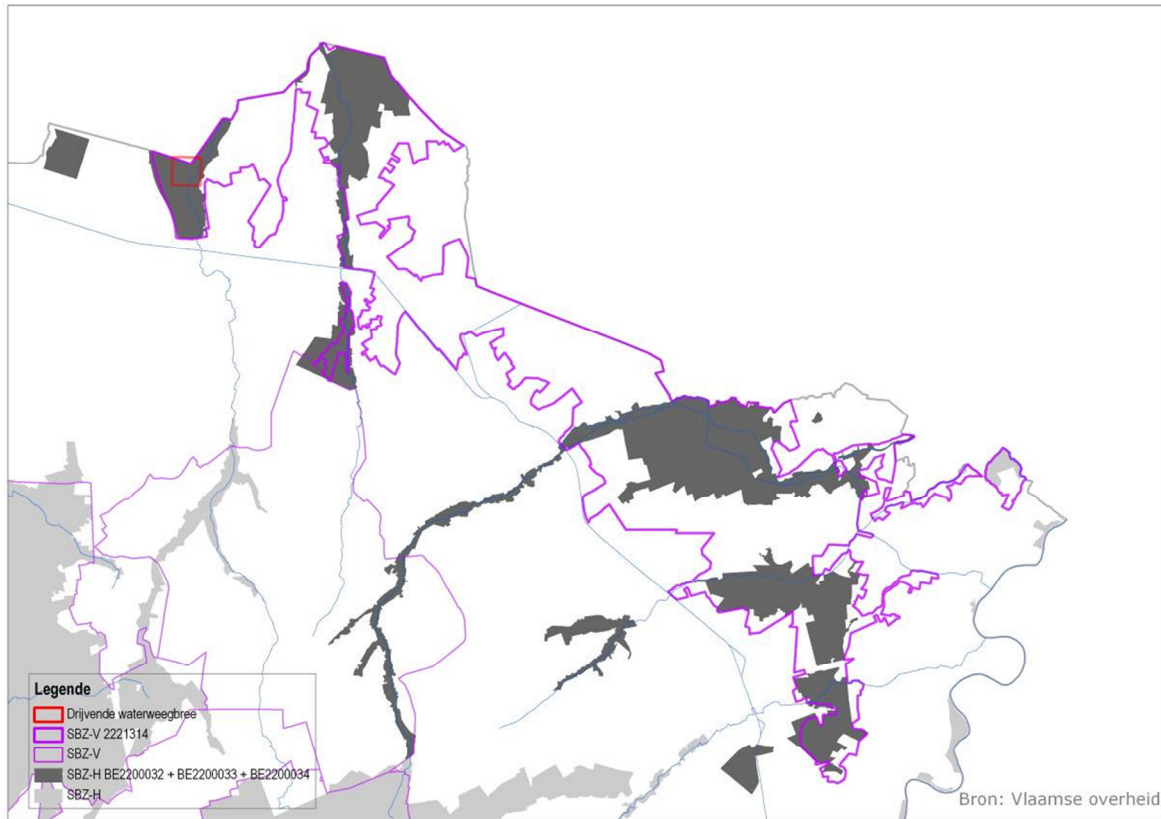 Legende
Drijvende waterweegbree
SBZ-V 2221314
SBZ-V
SBZ-H BE2200032 + BE2200033 + BE2200034
SBZ-H
Bron: Vlaamse overheid